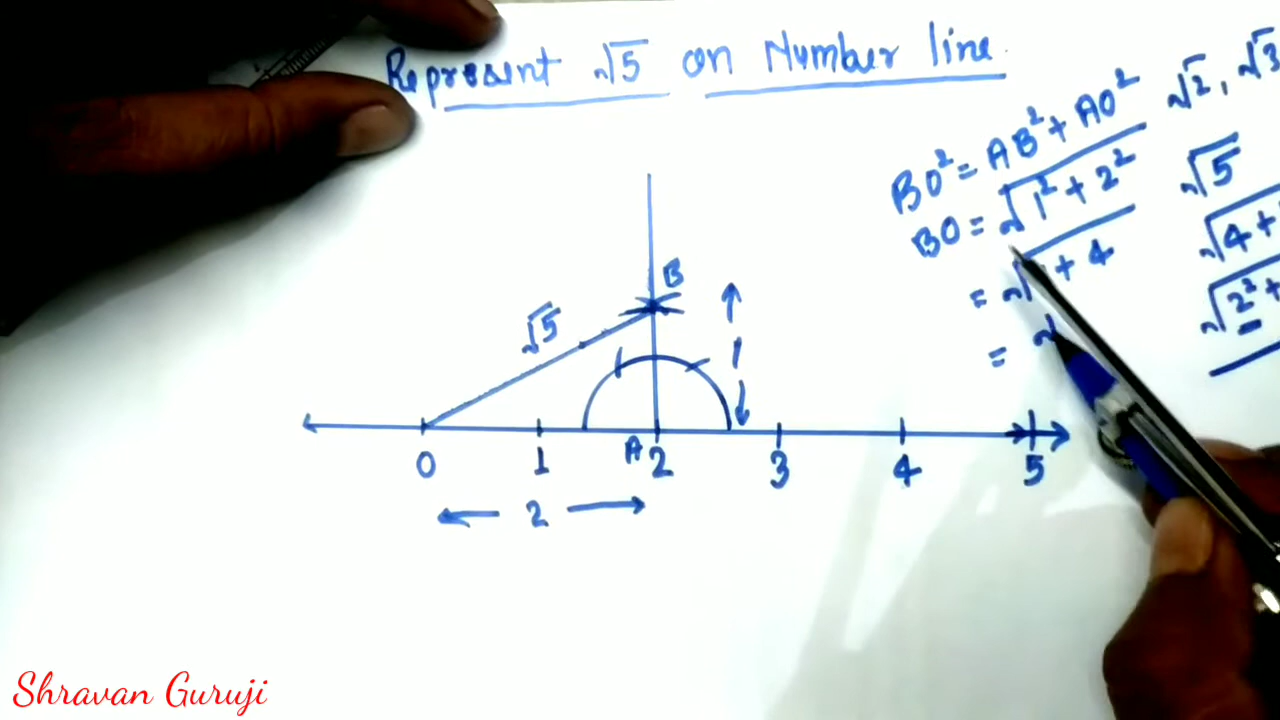 Represent √5 on Number line.
√2, √3
BO² = AB² + AO²
BO = √1² + 2²
= √1 + 4
= √
√5
√4 +
√2² +
B
√5
1
A
0 1 2 3 4 5
2
Shravan Guruji